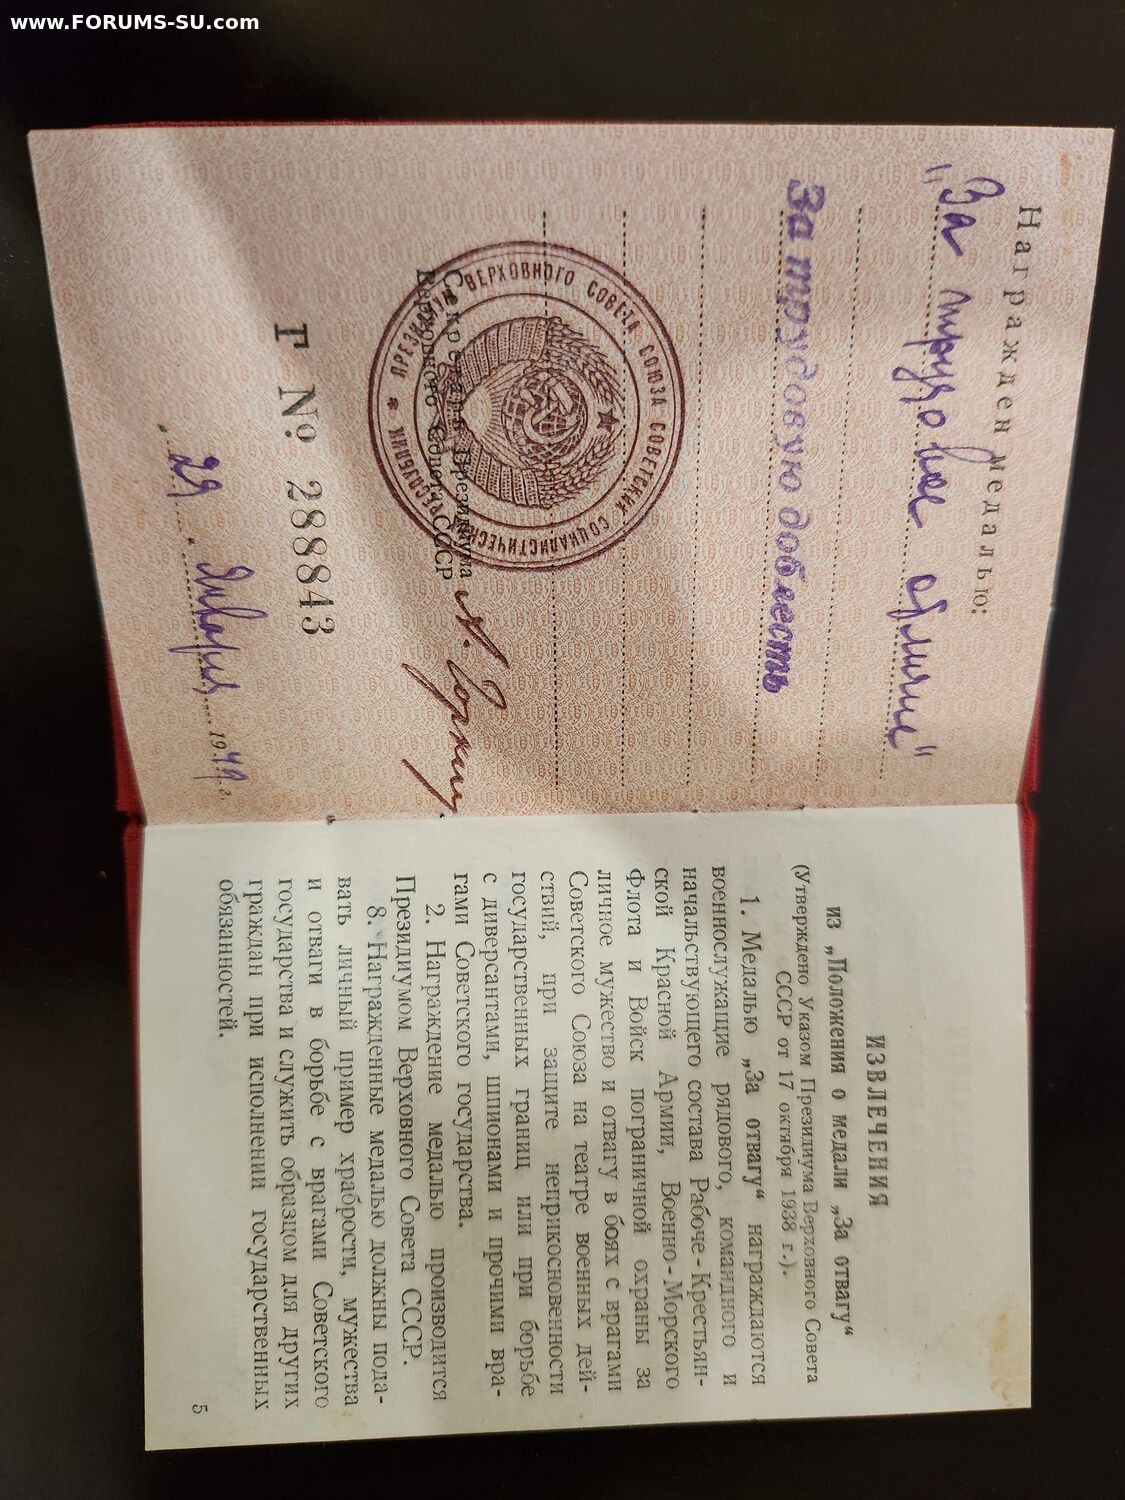 www.FORUMS-SU.com
Награжден медалью:
„За трудовое отличие"
За трудовую доблесть
ПРЕЗИДИУМ ВЕРХОВНОГО СОВЕТА СОЮЗА СОВЕТСКИХ СОЦИАЛИСТИЧЕСКИХ РЕСПУБЛИК *
Секретарь Президиума
Верховного Совета СССР
А. Горкин
Т № 288843
„29" Января 1949 г.
ИЗВЛЕЧЕНИЯ
из „Положения о медали „За отвагу"
(Утверждено Указом Президиума Верховного Совета
СССР от 17 октября 1938 г.).
1. Медалью „За отвагу" награждаются
военнослужащие рядового, командного и
начальствующего состава Рабоче-Крестьян-
ской Красной Армии, Военно-Морского
Флота и Войск пограничной охраны за
личное мужество и отвагу в боях с врагами
Советского Союза на театре военных дей-
ствий, при защите неприкосновенности
государственных границ или при борьбе
с диверсантами, шпионами и прочими вра-
гами Советского государства.
2. Награждение медалью производится
Президиумом Верховного Совета СССР.
8. Награжденные медалью должны пода-
вать личный пример храбрости, мужества
и отваги в борьбе с врагами Советского
государства и служить образцом для других
граждан при исполнении государственных
обязанностей.
5